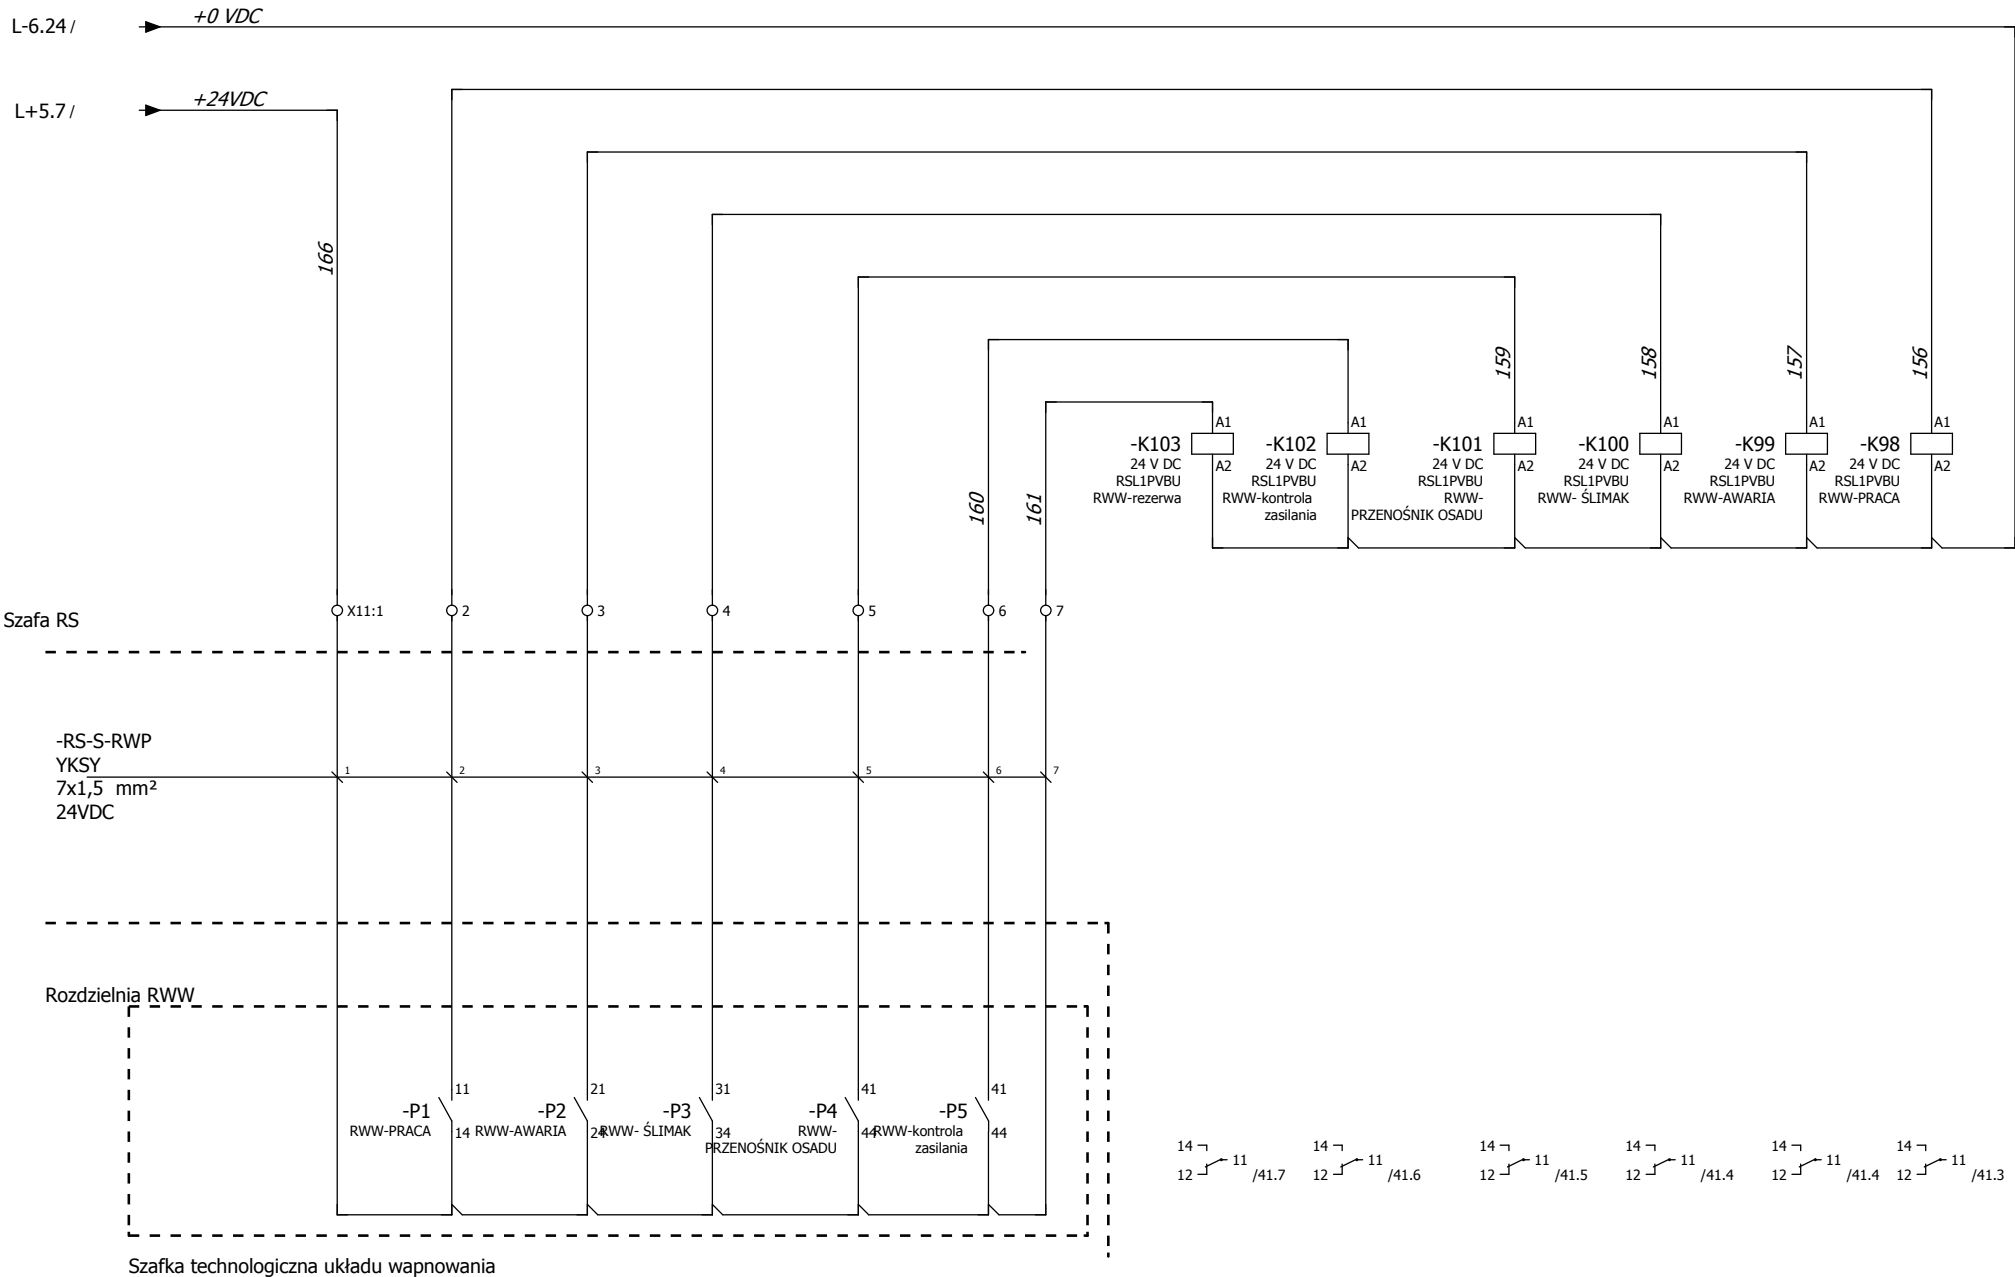 L-6.24 /
+0 VDC
L+5.7 /
+24VDC
166
159
158
157
156
160
161
-K103
24 V DC
RSL1PVBU
RWW-rezerwa
A1
A2
-K102
24 V DC
RSL1PVBU
RWW-kontrola
zasilania
A1
A2
-K101
24 V DC
RSL1PVBU
RWW-
PRZENOŚNIK OSADU
A1
A2
-K100
24 V DC
RSL1PVBU
RWW- ŚLIMAK
A1
A2
-K99
24 V DC
RSL1PVBU
RWW-AWARIA
A1
A2
-K98
24 V DC
RSL1PVBU
RWW-PRACA
A1
A2
Szafa RS
X11:1
2
3
4
5
6
7
-RS-S-RWP
YKSY
7x1,5 mm²
24VDC
1
2
3
4
5
6
7
Rozdzielnia RWW
-P1
RWW-PRACA
11
14
-P2
RWW-AWARIA
21
24
-P3
RWW- ŚLIMAK
31
34
-P4
RWW-
PRZENOŚNIK OSADU
41
44
-P5
RWW-kontrola
zasilania
41
44
14
12
11
/41.7
14
12
11
/41.6
14
12
11
/41.5
14
12
11
/41.4
14
12
11
/41.4
14
12
11
/41.3
Szafka technologiczna układu wapnowania